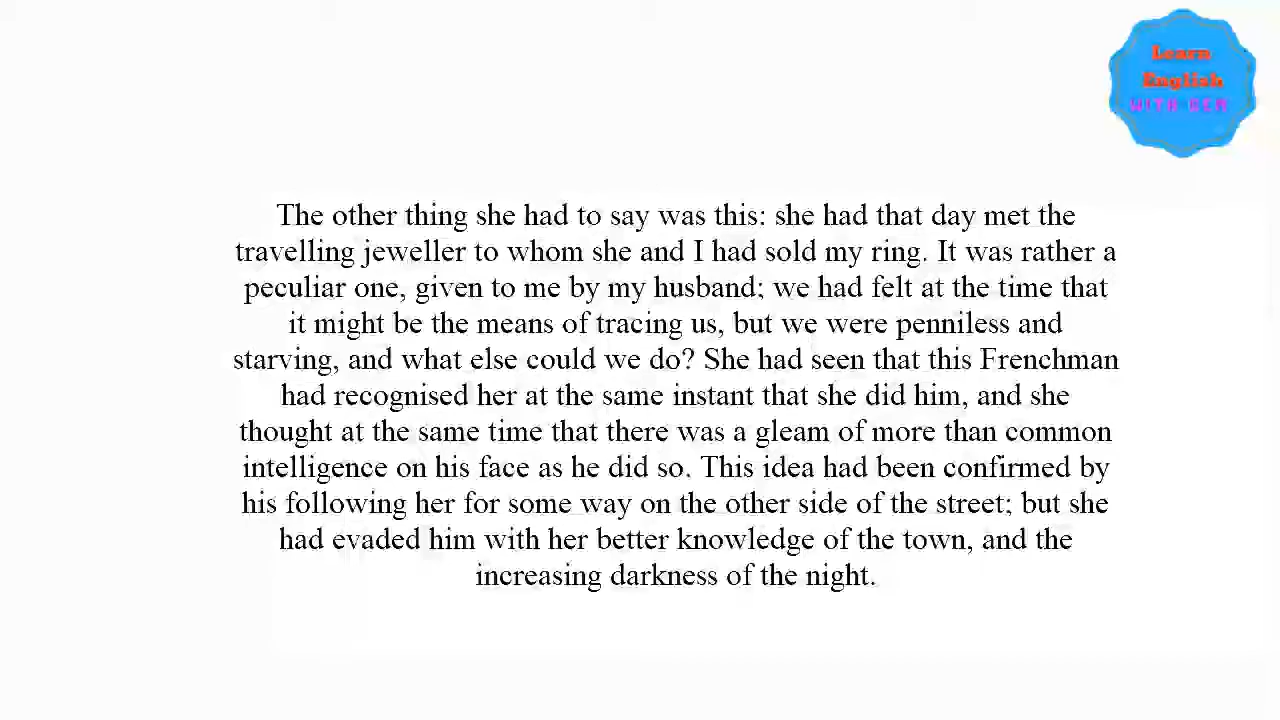 Learn
English
WITH GEM
The other thing she had to say was this: she had that day met the
travelling jeweller to whom she and I had sold my ring. It was rather a
peculiar one, given to me by my husband; we had felt at the time that
it might be the means of tracing us, but we were penniless and
starving, and what else could we do? She had seen that this Frenchman
had recognised her at the same instant that she did him, and she
thought at the same time that there was a gleam of more than common
intelligence on his face as he did so. This idea had been confirmed by
his following her for some way on the other side of the street; but she
had evaded him with her better knowledge of the town, and the
increasing darkness of the night.